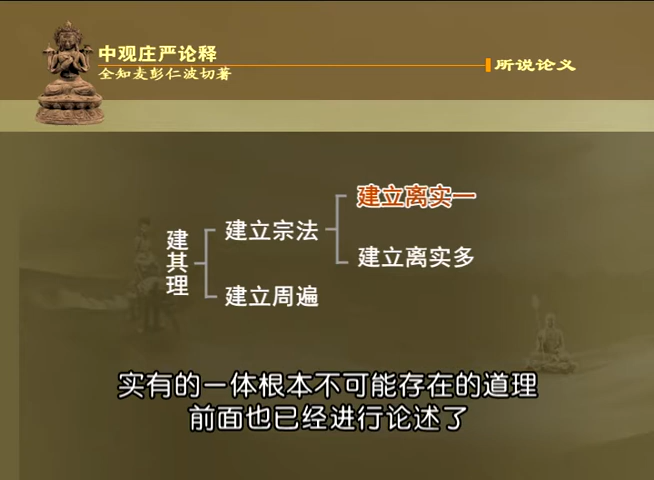 中观庄严论释
全知麦彭仁波切著
所说论义
建其理
建立宗法
建立离实一
建立离实多
建立周遍
实有的一体根本不可能存在的道理
前面也已经进行论述了